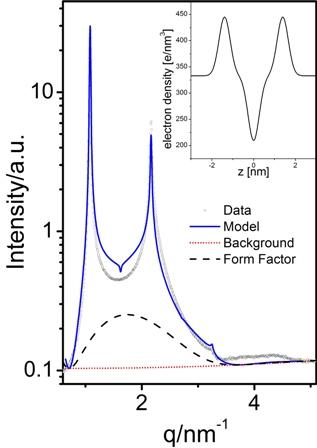 450
400
350
300
250
200
electron density [e/nm³]
-2 0 2
z [nm]
10
1
0.1
Intensity/a.u.
Data
Model
Background
Form Factor
2 4
q/nm⁻¹